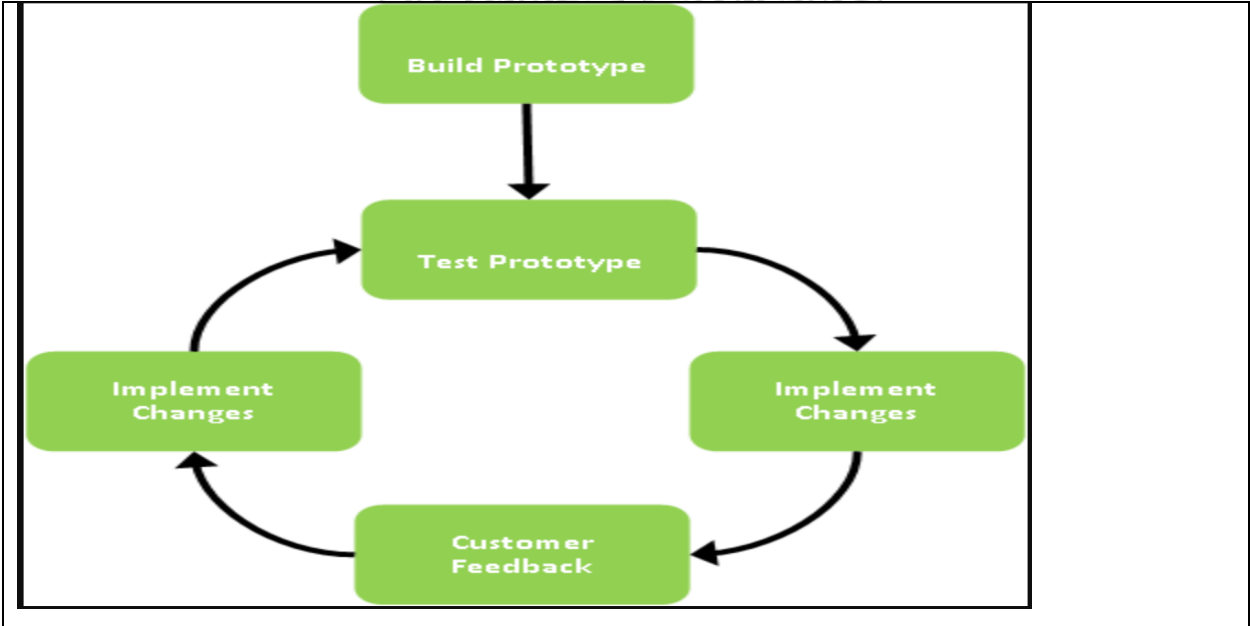 Build Prototype
Test Prototype
Implement
Changes
Implement
Changes
Customer
Feedback